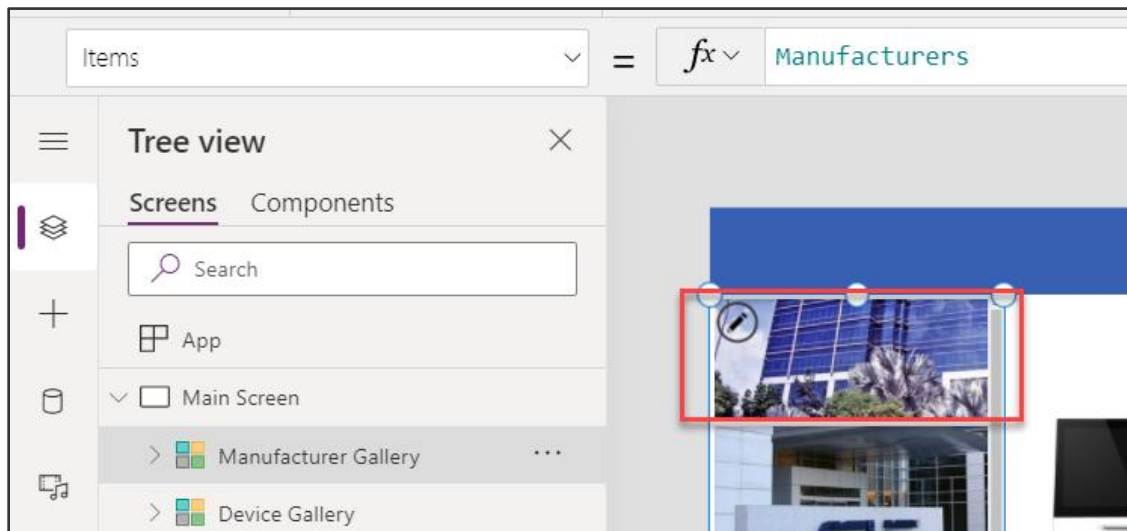 Items = fx Manufacturers
Tree view
Screens Components
Search
App
Main Screen
Manufacturer Gallery ...
Device Gallery